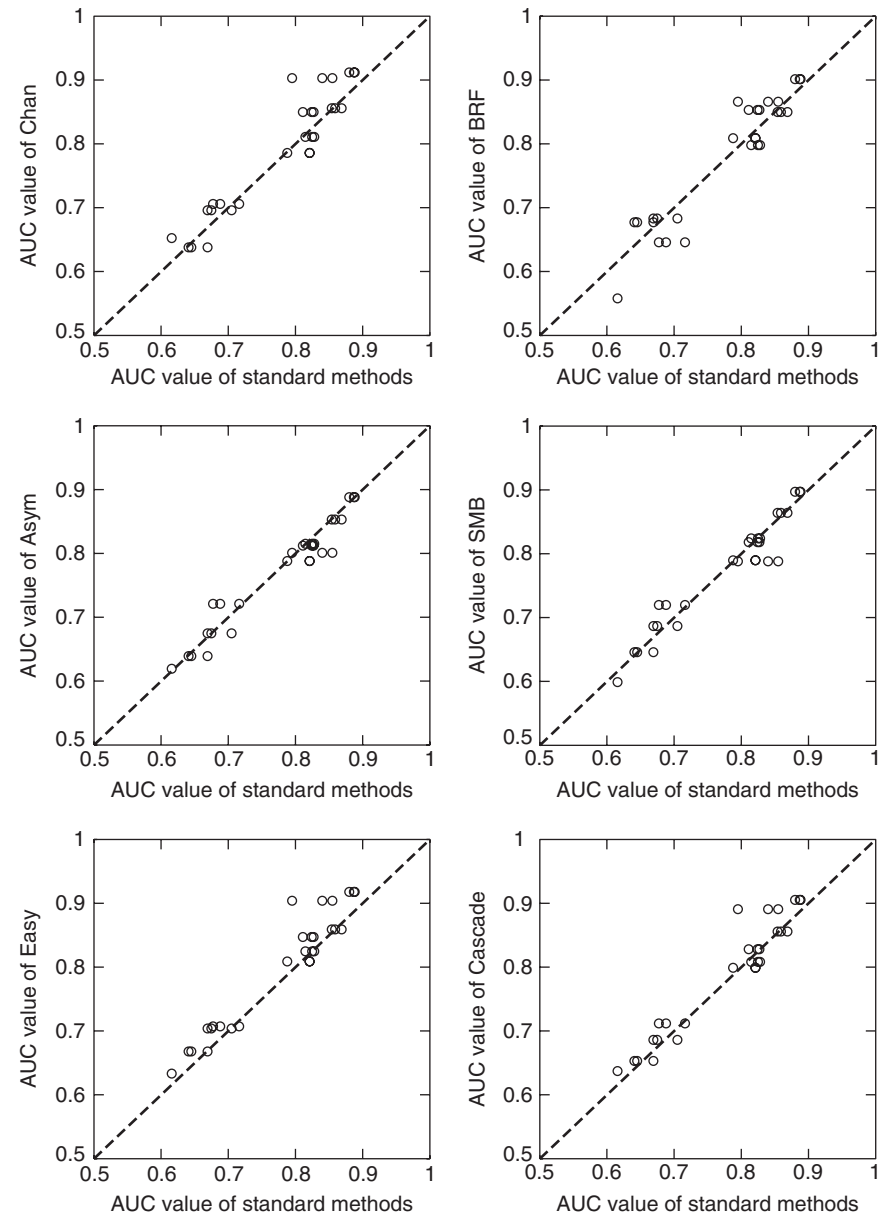 1
0.9
0.8
0.7
0.6
0.5
AUC value of Chan
0.5 0.6 0.7 0.8 0.9 1
AUC value of standard methods
1
0.9
0.8
0.7
0.6
0.5
AUC value of BRF
0.5 0.6 0.7 0.8 0.9 1
AUC value of standard methods
1
0.9
0.8
0.7
0.6
0.5
AUC value of Asym
0.5 0.6 0.7 0.8 0.9 1
AUC value of standard methods
1
0.9
0.8
0.7
0.6
0.5
AUC value of SMB
0.5 0.6 0.7 0.8 0.9 1
AUC value of standard methods
1
0.9
0.8
0.7
0.6
0.5
AUC value of Easy
0.5 0.6 0.7 0.8 0.9 1
AUC value of standard methods
1
0.9
0.8
0.7
0.6
0.5
AUC value of Cascade
0.5 0.6 0.7 0.8 0.9 1
AUC value of standard methods